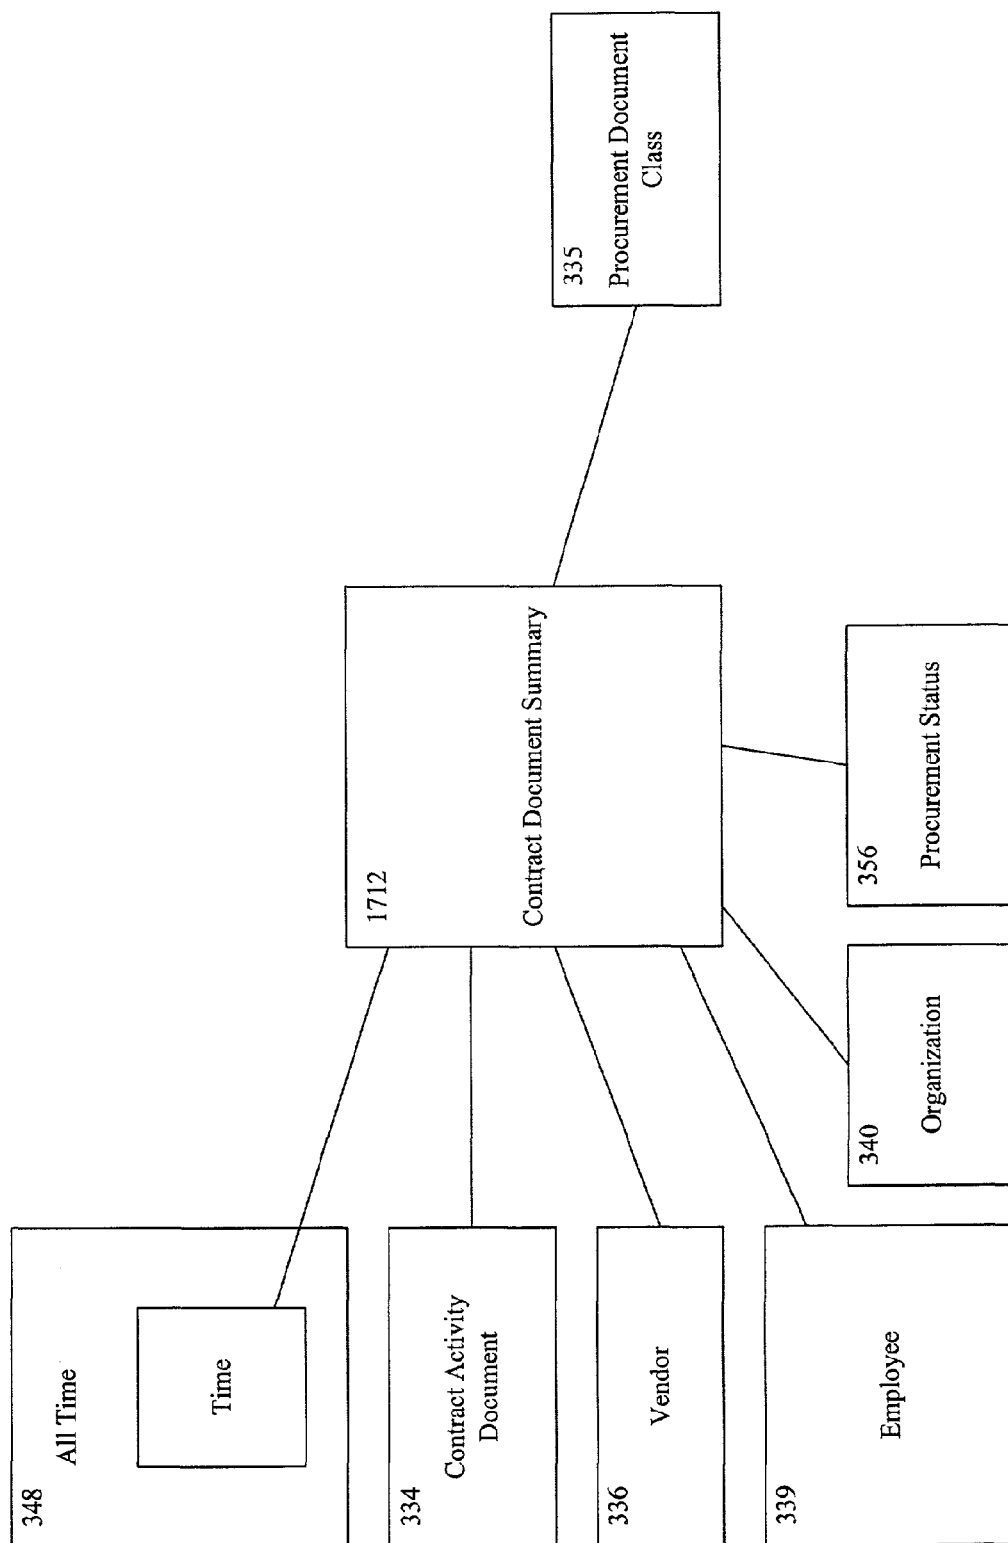 348
All Time
Time
334
Contract Activity
Document
336
Vendor
339
Employee
1712
Contract Document Summary
340
Organization
356
Procurement Status
335
Procurement Document
Class